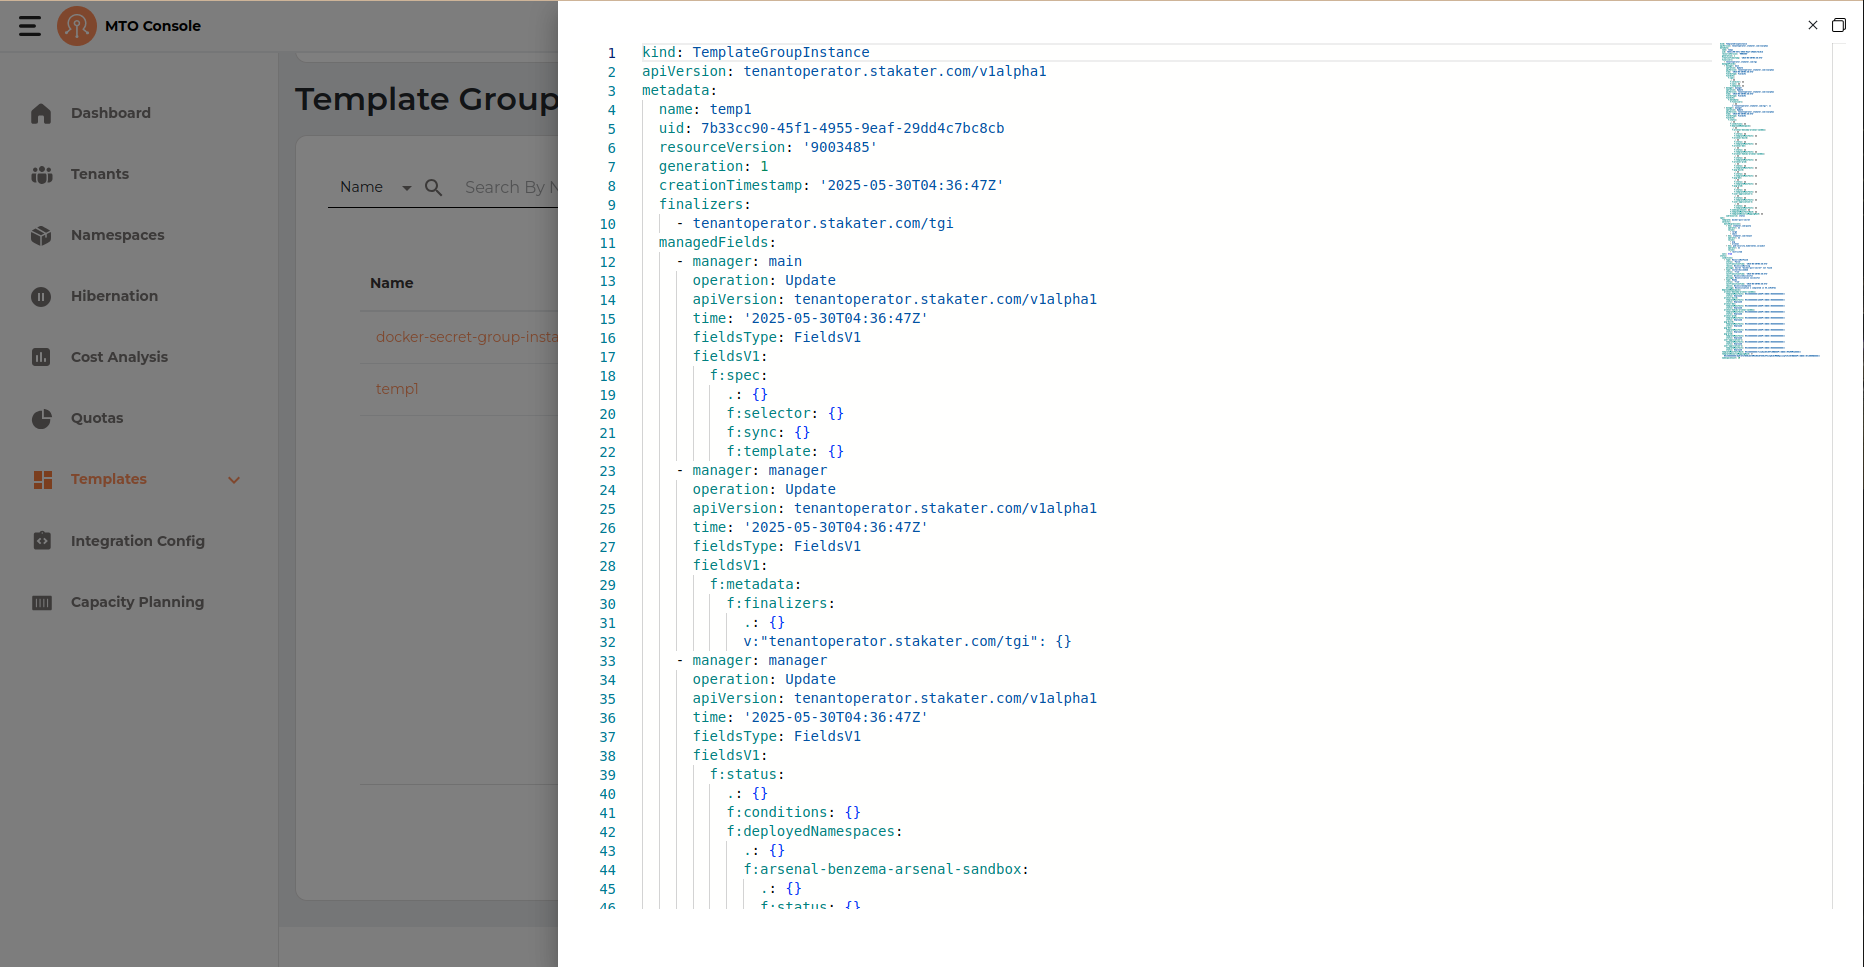 MTO Console
Dashboard
Tenants
Namespaces
Hibernation
Cost Analysis
Quotas
Templates
Integration Config
Capacity Planning
Template Group
Name
Search By N
Name
docker-secret-group-insta
temp1
1 kind: TemplateGroupInstance
2 apiVersion: tenantoperator.stakater.com/v1alpha1
3 metadata:
4 name: temp1
5 uid: 7b33cc90-45f1-4955-9eaf-29dd4c7bc8cb
6 resourceVersion: '9003485'
7 generation: 1
8 creationTimestamp: '2025-05-30T04:36:47Z'
9 finalizers:
10 - tenantoperator.stakater.com/tgi
11 managedFields:
12 - manager: main
13 operation: Update
14 apiVersion: tenantoperator.stakater.com/v1alpha1
15 time: '2025-05-30T04:36:47Z'
16 fieldsType: FieldsV1
17 fieldsV1:
18 f:spec:
19 .: {}
20 f:selector: {}
21 f:sync: {}
22 f:template: {}
23 - manager: manager
24 operation: Update
25 apiVersion: tenantoperator.stakater.com/v1alpha1
26 time: '2025-05-30T04:36:47Z'
27 fieldsType: FieldsV1
28 fieldsV1:
29 f:metadata:
30 f:finalizers:
31 .: {}
32 v:"tenantoperator.stakater.com/tgi": {}
33 - manager: manager
34 operation: Update
35 apiVersion: tenantoperator.stakater.com/v1alpha1
36 time: '2025-05-30T04:36:47Z'
37 fieldsType: FieldsV1
38 fieldsV1:
39 f:status:
40 .: {}
41 f:conditions: {}
42 f:deployedNamespaces:
43 .: {}
44 f:arsenal-benzema-arsenal-sandbox:
45 .: {}
46 f:status: {}